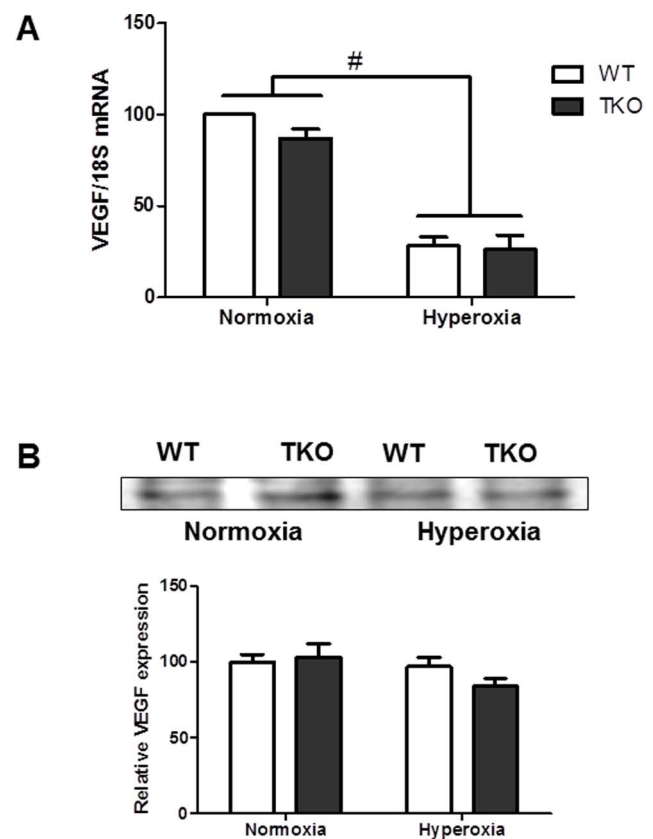 A
150
100
50
0
VEGF/18S mRNA
#
WT
TKO
Normoxia Hyperoxia
B
WT TKO WT TKO
Normoxia Hyperoxia
150
100
50
0
Relative VEGF expression
Normoxia Hyperoxia